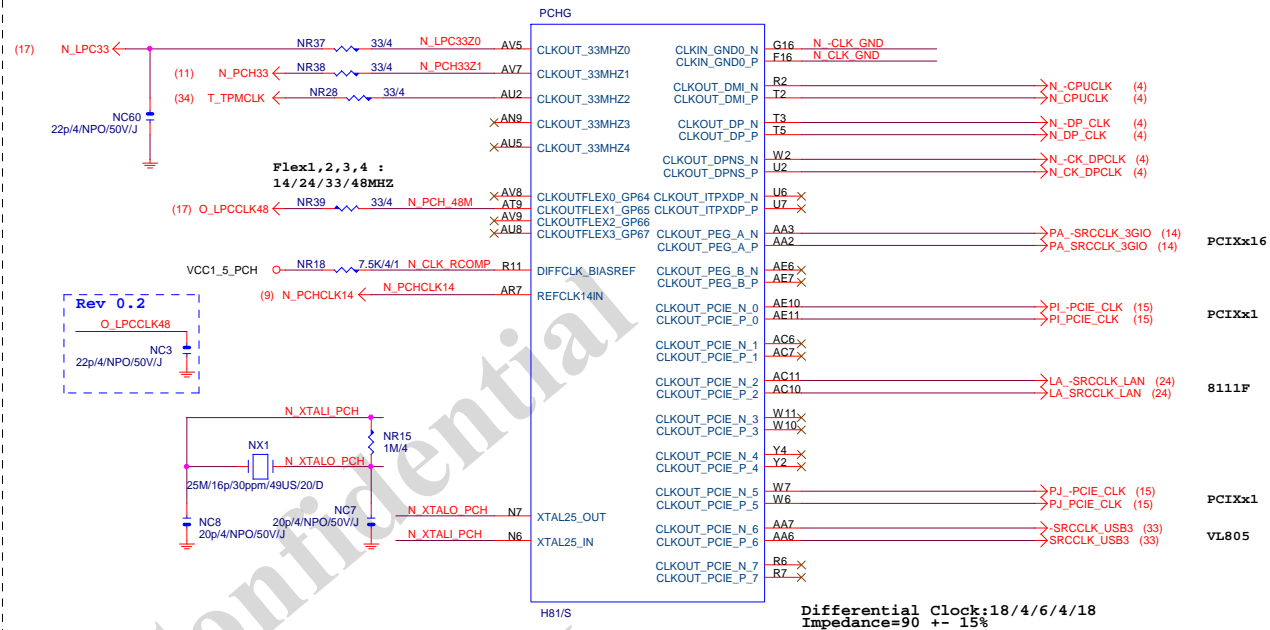 PCHG
(17) N_LPC33 NR37 33/4 N_LPC33Z0 AV5 CLKOUT_33MHZ0
(11) N_PCH33 NR38 33/4 N_PCH33Z1 AV7 CLKOUT_33MHZ1
(34) T_TPMCLK NR28 33/4 AU2 CLKOUT_33MHZ2
AN9 CLKOUT_33MHZ3
AU5 CLKOUT_33MHZ4
NC60
22p/4/NPO/50V/J
Flex1,2,3,4 :
14/24/33/48MHZ
AV8 CLKOUTFLEX0_GP64
(17) O_LPCCLK48 NR39 33/4 N_PCH_48M AT9 CLKOUTFLEX1_GP65
AV9 CLKOUTFLEX2_GP66
AU8 CLKOUTFLEX3_GP67
VCC1_5_PCH NR18 7.5K/4/1 N_CLK_RCOMP R11 DIFFCLK_BIASREF
(9) N_PCHCLK14 N_PCHCLK14 AR7 REFCLK14IN
Rev 0.2
O_LPCCLK48
NC3
22p/4/NPO/50V/J
N_XTALI_PCH
NR15
1M/4
NX1
N_XTALO_PCH
25M/16p/30ppm/49US/20/D
NC8
20p/4/NPO/50V/J
NC7
20p/4/NPO/50V/J
N_XTALO_PCH N7 XTAL25_OUT
N_XTALI_PCH N6 XTAL25_IN
CLKIN_GND0_N G16 N_-CLK_GND
CLKIN_GND0_P F16 N_CLK_GND
CLKOUT_DMI_N R2 N_-CPUCLK (4)
CLKOUT_DMI_P T2 N_CPUCLK (4)
CLKOUT_DP_N T3 N_-DP_CLK (4)
CLKOUT_DP_P T5 N_DP_CLK (4)
CLKOUT_DPNS_N W2 N_-CK_DPCLK (4)
CLKOUT_DPNS_P U2 N_CK_DPCLK (4)
CLKOUT_ITPXDP_N U6
CLKOUT_ITPXDP_P U7
CLKOUT_PEG_A_N AA3 PA_-SRCCLK_3GIO (14)
CLKOUT_PEG_A_P AA2 PA_SRCCLK_3GIO (14)
PCIXx16
CLKOUT_PEG_B_N AE6
CLKOUT_PEG_B_P AE7
CLKOUT_PCIE_N_0 AE10 PI_-PCIE_CLK (15)
CLKOUT_PCIE_P_0 AE11 PI_PCIE_CLK (15)
PCIXx1
CLKOUT_PCIE_N_1 AC6
CLKOUT_PCIE_P_1 AC7
CLKOUT_PCIE_N_2 AC11 LA_-SRCCLK_LAN (24)
CLKOUT_PCIE_P_2 AC10 LA_SRCCLK_LAN (24)
8111F
CLKOUT_PCIE_N_3 W11
CLKOUT_PCIE_P_3 W10
CLKOUT_PCIE_N_4 Y4
CLKOUT_PCIE_P_4 Y2
CLKOUT_PCIE_N_5 W7 PJ_-PCIE_CLK (15)
CLKOUT_PCIE_P_5 W6 PJ_PCIE_CLK (15)
PCIXx1
CLKOUT_PCIE_N_6 AA7 -SRCCLK_USB3 (33)
CLKOUT_PCIE_P_6 AA6 SRCCLK_USB3 (33)
VL805
CLKOUT_PCIE_N_7 R6
CLKOUT_PCIE_P_7 R7
H81/S
Differential Clock:18/4/6/4/18
Impedance=90 +- 15%
onfidential